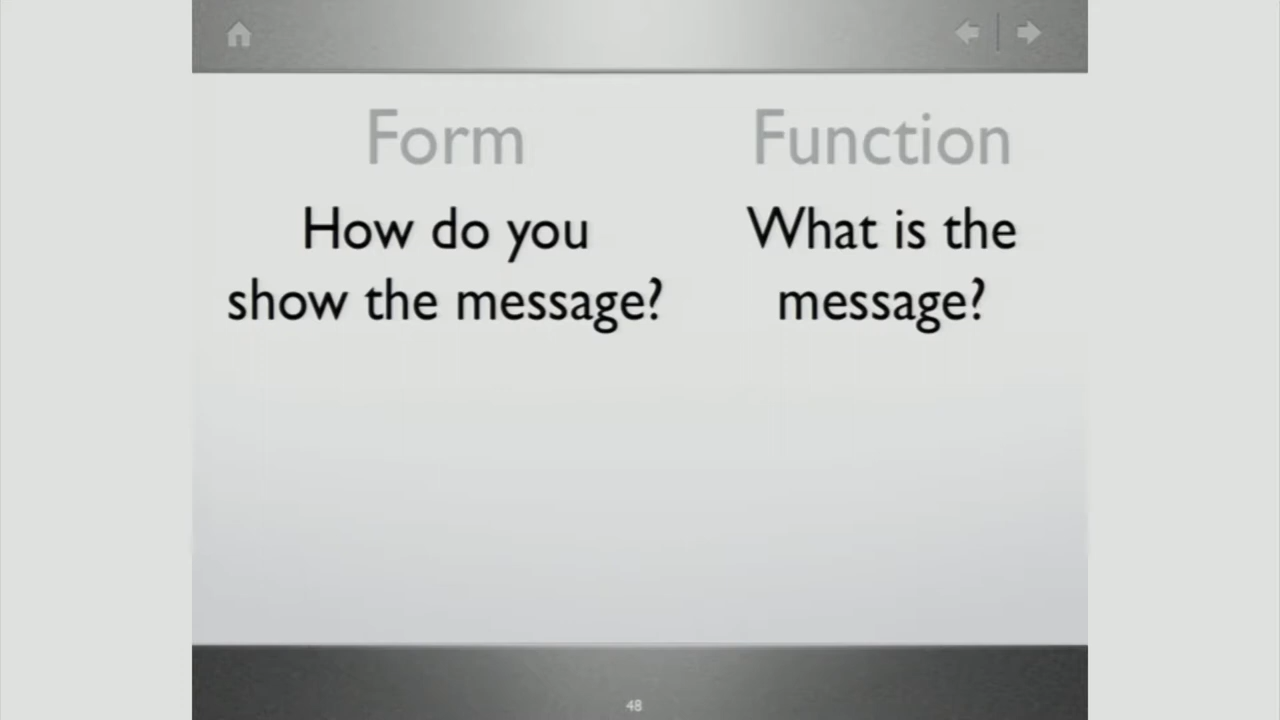 Form
How do you
show the message?
Function
What is the
message?
48